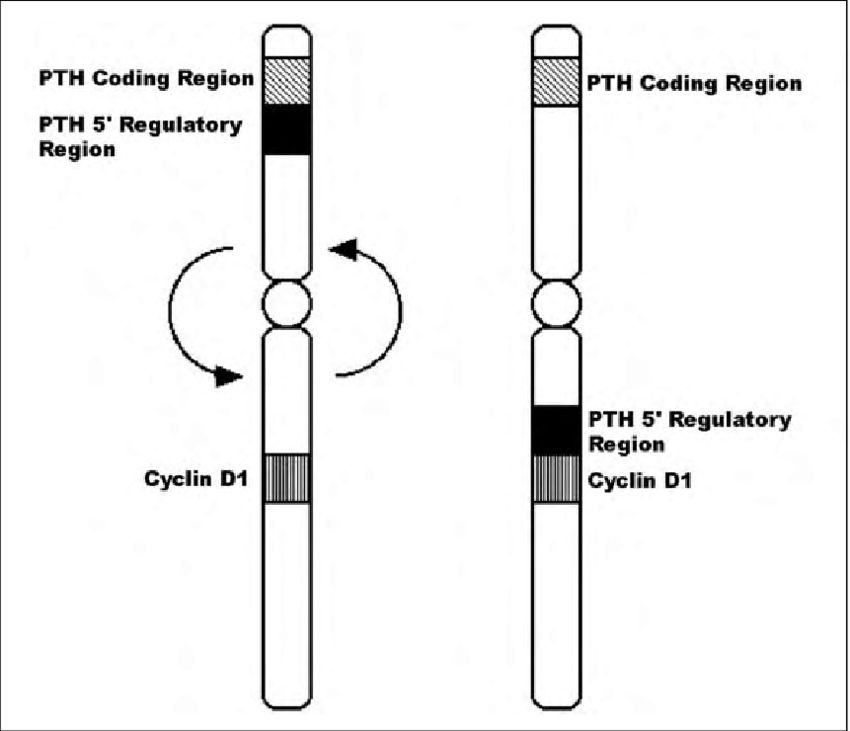 PTH Coding Region
PTH 5' Regulatory
Region
Cyclin D1
PTH Coding Region
PTH 5' Regulatory
Region
Cyclin D1